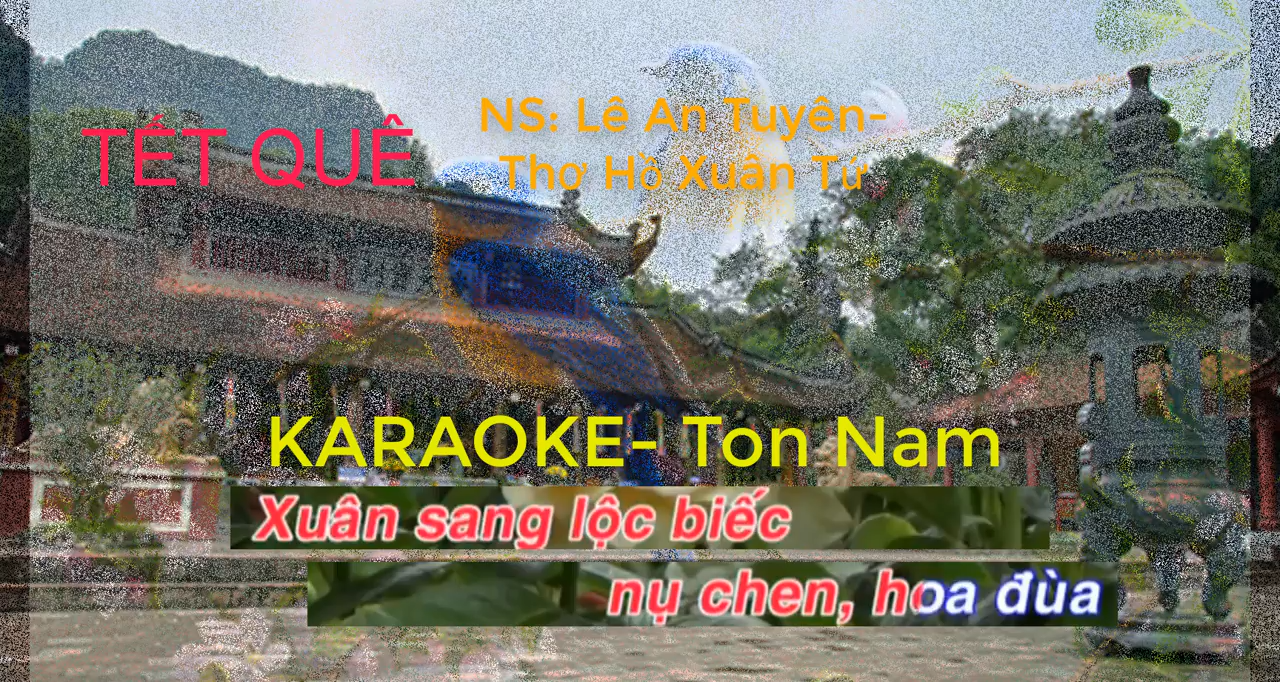 TẾT QUÊ
NS: Lê An Tuyên-
Thơ Hồ Xuân Tứ
KARAOKE- Ton Nam
Xuân sang lộc biếc
nụ chen, hoa đùa